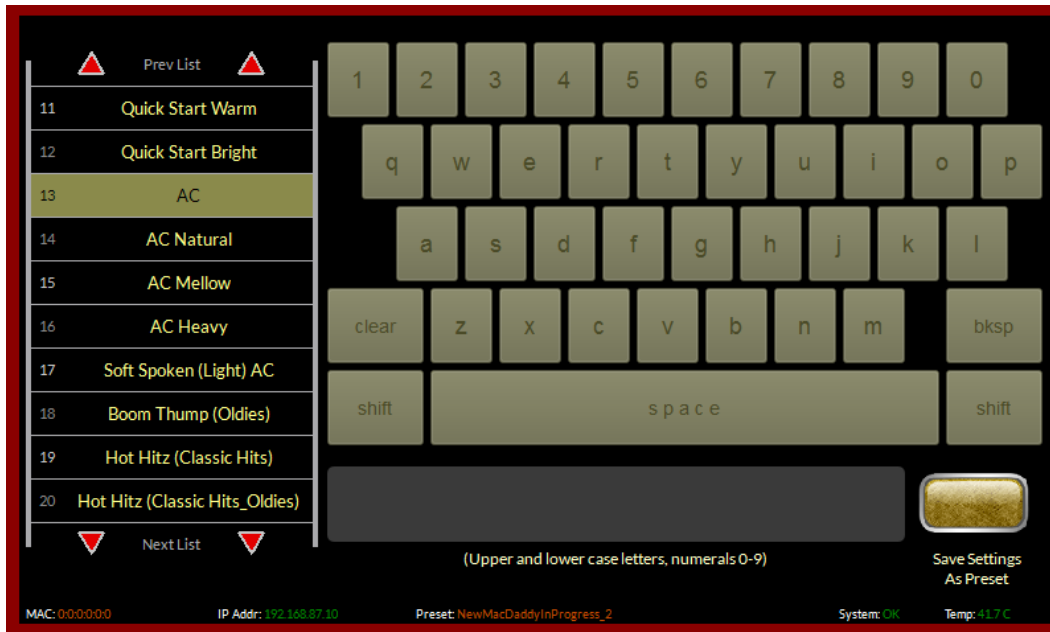 Prev List
11 Quick Start Warm
12 Quick Start Bright
13 AC
14 AC Natural
15 AC Mellow
16 AC Heavy
17 Soft Spoken (Light) AC
18 Boom Thump (Oldies)
19 Hot Hitz (Classic Hits)
20 Hot Hitz (Classic Hits_Oldies)
Next List
1 2 3 4 5 6 7 8 9 0
q w e r t y u i o p
a s d f g h j k l
clear z x c v b n m bksp
shift space shift
(Upper and lower case letters, numerals 0-9)
Save Settings
As Preset
MAC: 0:0:0:0:0:0 IP Addr: 192.168.87.10 Preset: NewMacDaddyInProgress_2 System: OK Temp: 41.7 C